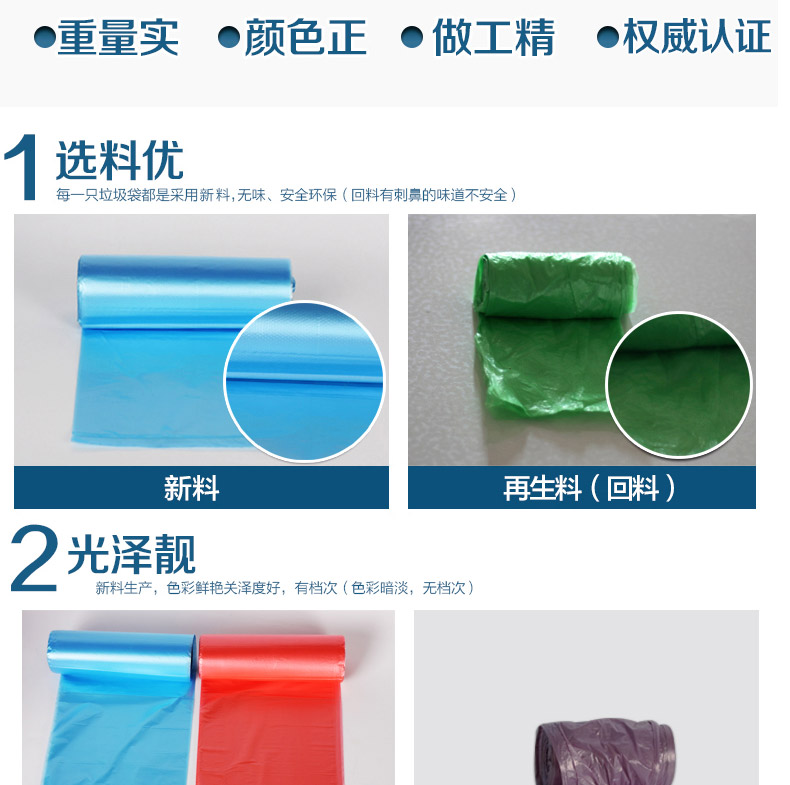 ●重量实 ●颜色正 ●做工精 ●权威认证
1 选料优
每一只垃圾袋都是采用新料,无味、安全环保（回料有刺鼻的味道不安全）
新料 再生料（回料）
2 光泽靓
新料生产，色彩鲜艳关泽度好，有档次（色彩暗淡，无档次）